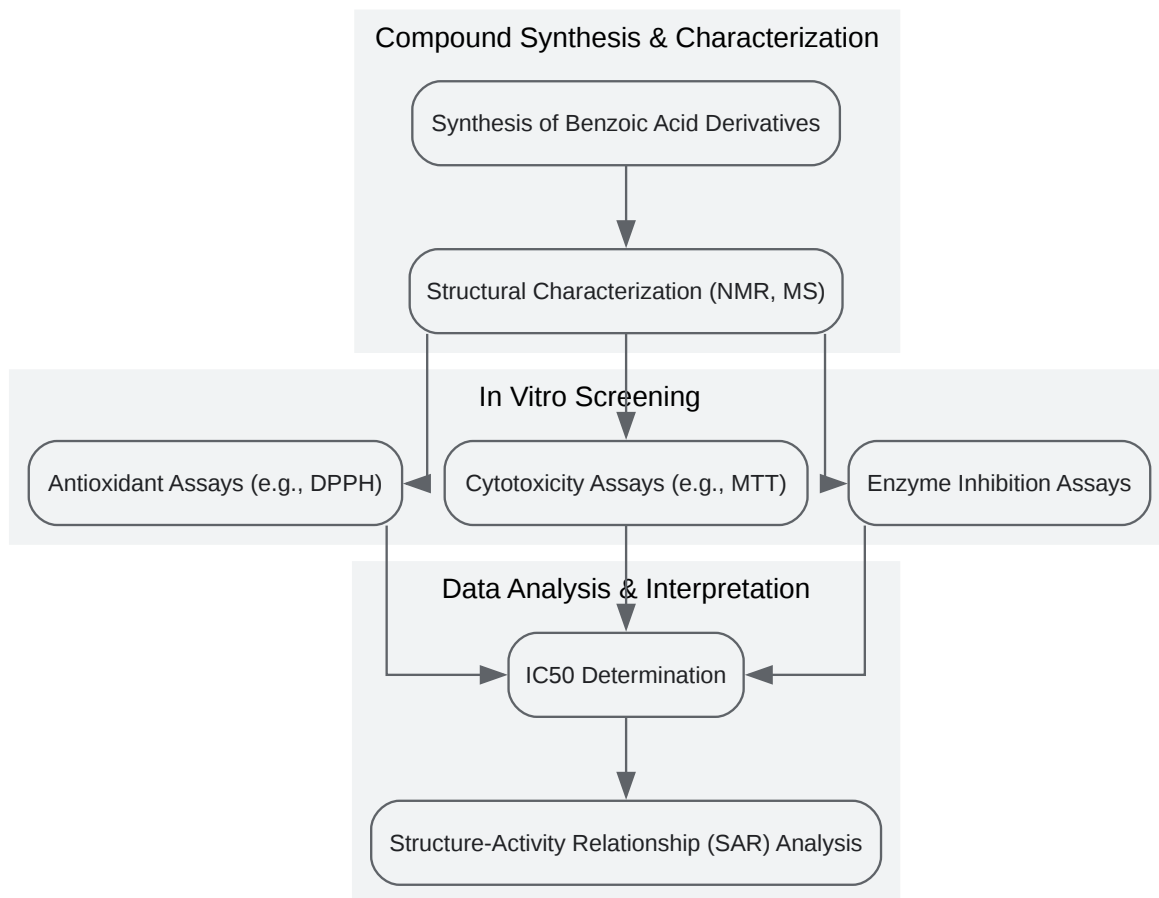 Compound Synthesis & Characterization
Synthesis of Benzoic Acid Derivatives
Structural Characterization (NMR, MS)
In Vitro Screening
Antioxidant Assays (e.g., DPPH)
Cytotoxicity Assays (e.g., MTT)
Enzyme Inhibition Assays
Data Analysis & Interpretation
IC50 Determination
Structure-Activity Relationship (SAR) Analysis